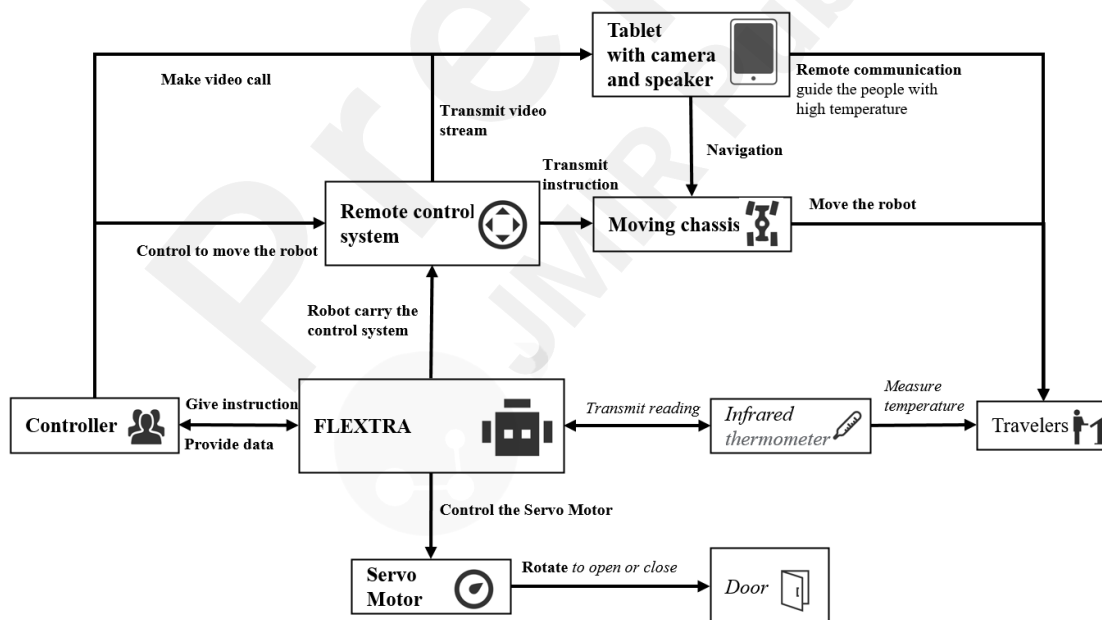 Tablet
with camera
and speaker
Make video call
Remote communication
guide the people with
high temperature
Transmit video
stream
Navigation
Transmit
instruction
Remote control
system
Moving chassis
Move the robot
Control to move the robot
Robot carry the
control system
Controller
Give instruction
Provide data
FLEXTRA
Transmit reading
Infrared
thermometer
Measure
temperature
Travelers
Control the Servo Motor
Servo
Motor
Rotate to open or close
Door
Pre
JMIR Pu